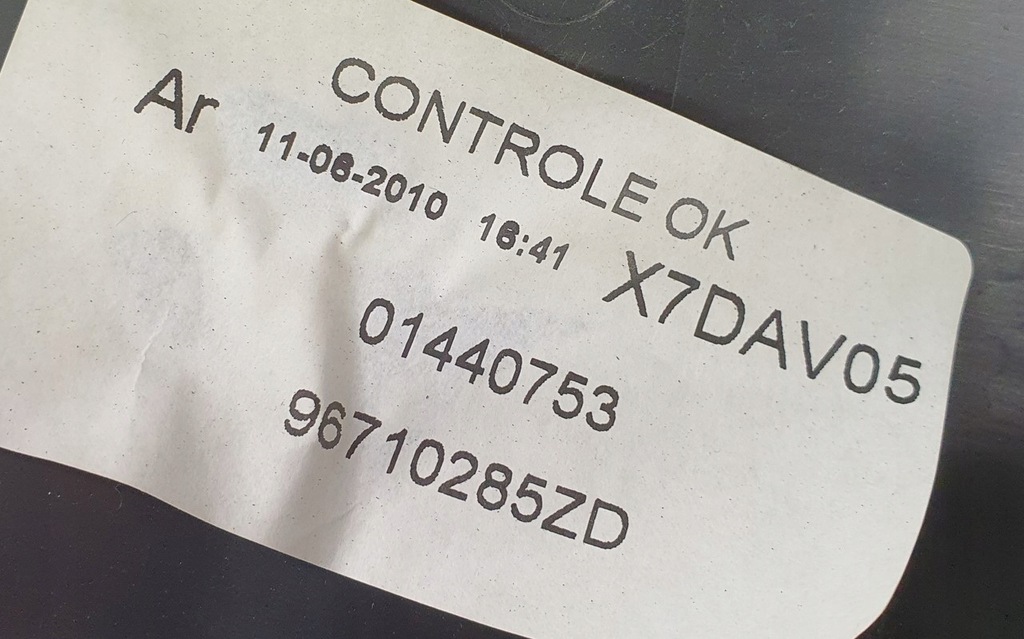 CONTROLE OK
Ar 11-06-2010 16:41 X7DAV05
01440753
96710285ZD